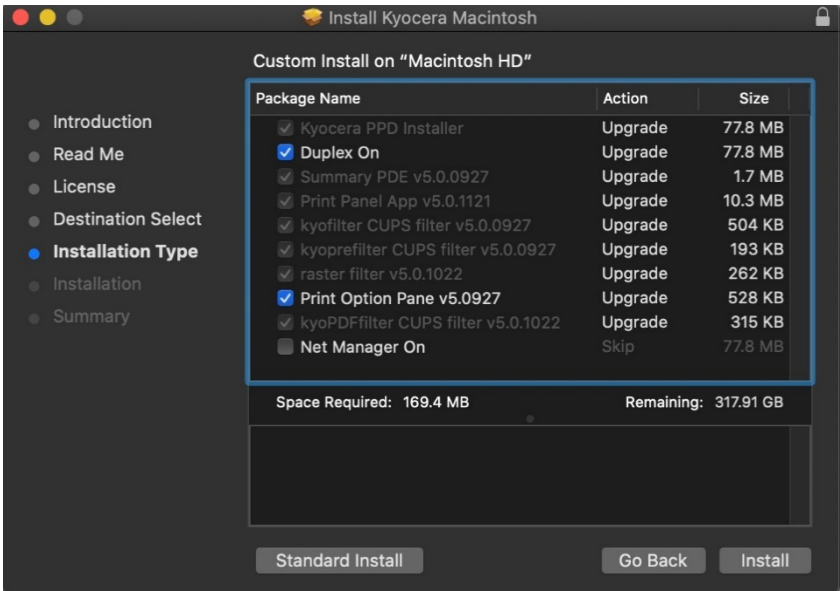 Install Kyocera Macintosh
Custom Install on “Macintosh HD”
Introduction
Read Me
License
Destination Select
Installation Type
Installation
Summary
Package Name Action Size
Kyocera PPD Installer Upgrade 77.8 MB
Duplex On Upgrade 77.8 MB
Summary PDE v5.0.0927 Upgrade 1.7 MB
Print Panel App v5.0.1121 Upgrade 10.3 MB
kyofilter CUPS filter v5.0.0927 Upgrade 504 KB
kyoprefilter CUPS filter v5.0.0927 Upgrade 193 KB
raster filter v5.0.1022 Upgrade 262 KB
Print Option Pane v5.0927 Upgrade 528 KB
kyoPDFfilter CUPS filter v5.0.1022 Upgrade 315 KB
Net Manager On Skip 77.8 MB
Space Required: 169.4 MB Remaining: 317.91 GB
Standard Install Go Back Install